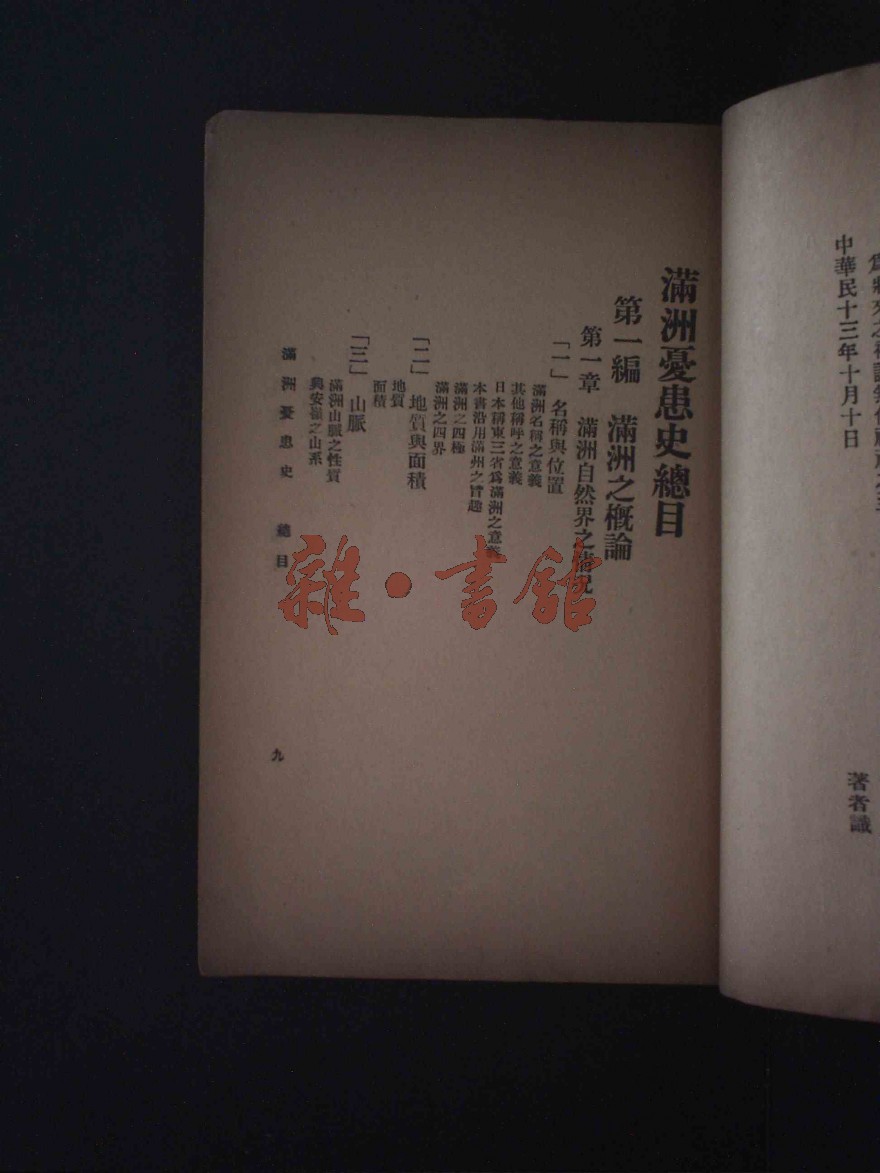 中華民十三年十月十日
著者識
滿洲憂患史總目
第一編　滿洲之概論
第一章　滿洲自然界之情況
「一」　名稱與位置
滿洲名稱之意義
其他稱呼之意義
日本稱東三省爲滿洲之意義
本書沿用滿州之旨趣
滿洲之四極
滿洲之四界
「二」　地質與面積
地質
面積
「三」　山脈
滿洲山脈之性質
興安嶺之山系
滿洲憂患史　總目
九
雜·書館